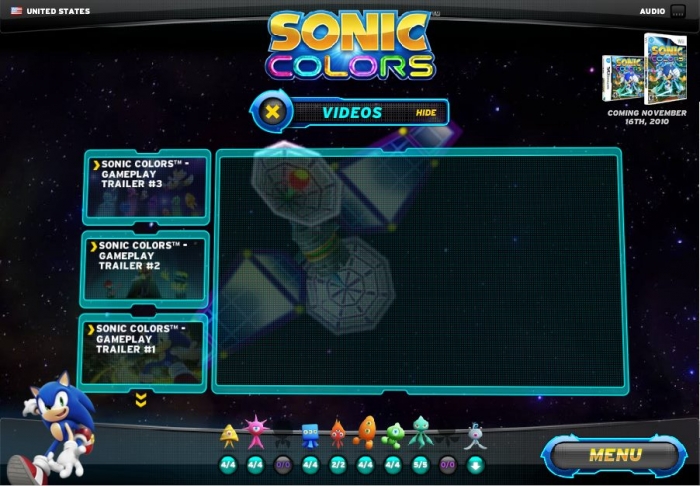 UNITED STATES
AUDIO
SONIC
COLORS
COMING NOVEMBER
16TH, 2010
VIDEOS
HIDE
SONIC COLORS™ -
GAMEPLAY
TRAILER #3
SONIC COLORS™ -
GAMEPLAY
TRAILER #2
SONIC COLORS™ -
GAMEPLAY
TRAILER #1
4/4
4/4
0/0
4/4
2/2
4/4
4/4
5/5
0/0
MENU